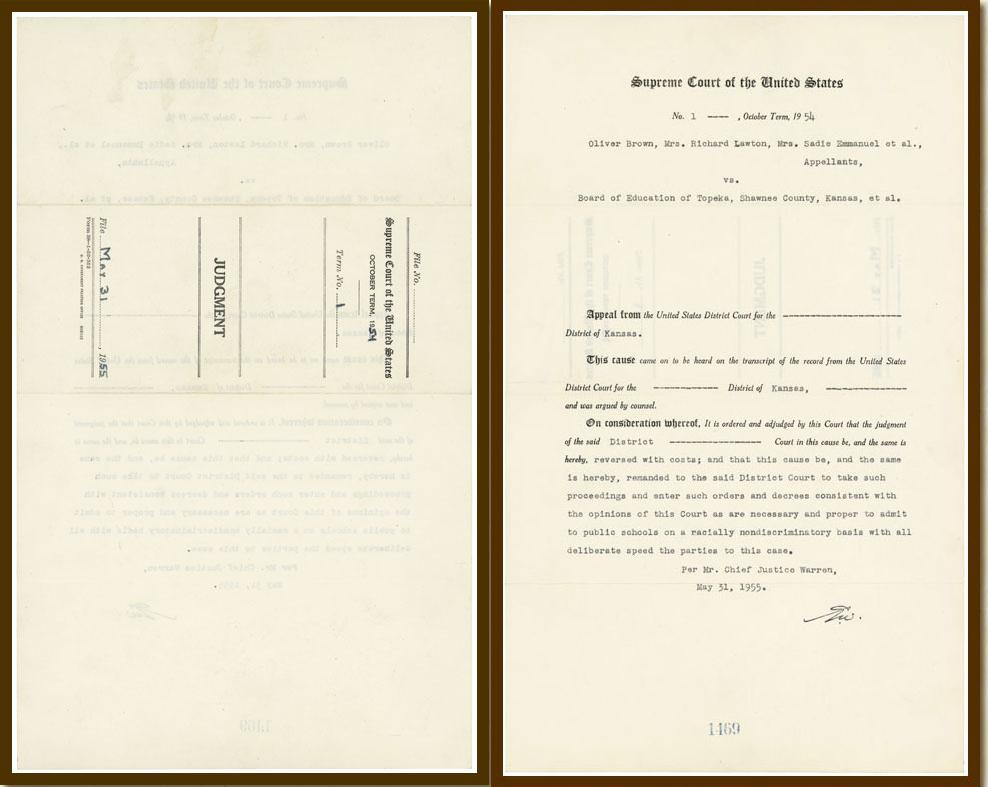 File No.
Supreme Court of the United States
OCTOBER TERM, 1954
Term No. 1
JUDGMENT
File May 31, 1955
Supreme Court of the United States
No. 1 ——— , October Term, 19 54
Oliver Brown, Mrs. Richard Lawton, Mrs. Sadie Emmanuel et al.,
Appellants,
vs.
Board of Education of Topeka, Shawnee County, Kansas, et al.
Appeal from the United States District Court for the ———
District of Kansas.
This cause came on to be heard on the transcript of the record from the United States
District Court for the ——— District of Kansas, ———
and was argued by counsel.
On consideration whereof, It is ordered and adjudged by this Court that the judgment
of the said District ——— Court in this cause be, and the same is
hereby, reversed with costs; and that this cause be, and the same
is hereby, remanded to the said District Court to take such
proceedings and enter such orders and decrees consistent with
the opinions of this Court as are necessary and proper to admit
to public schools on a racially nondiscriminatory basis with all
deliberate speed the parties to this case.
Per Mr. Chief Justice Warren,
May 31, 1955.
1469